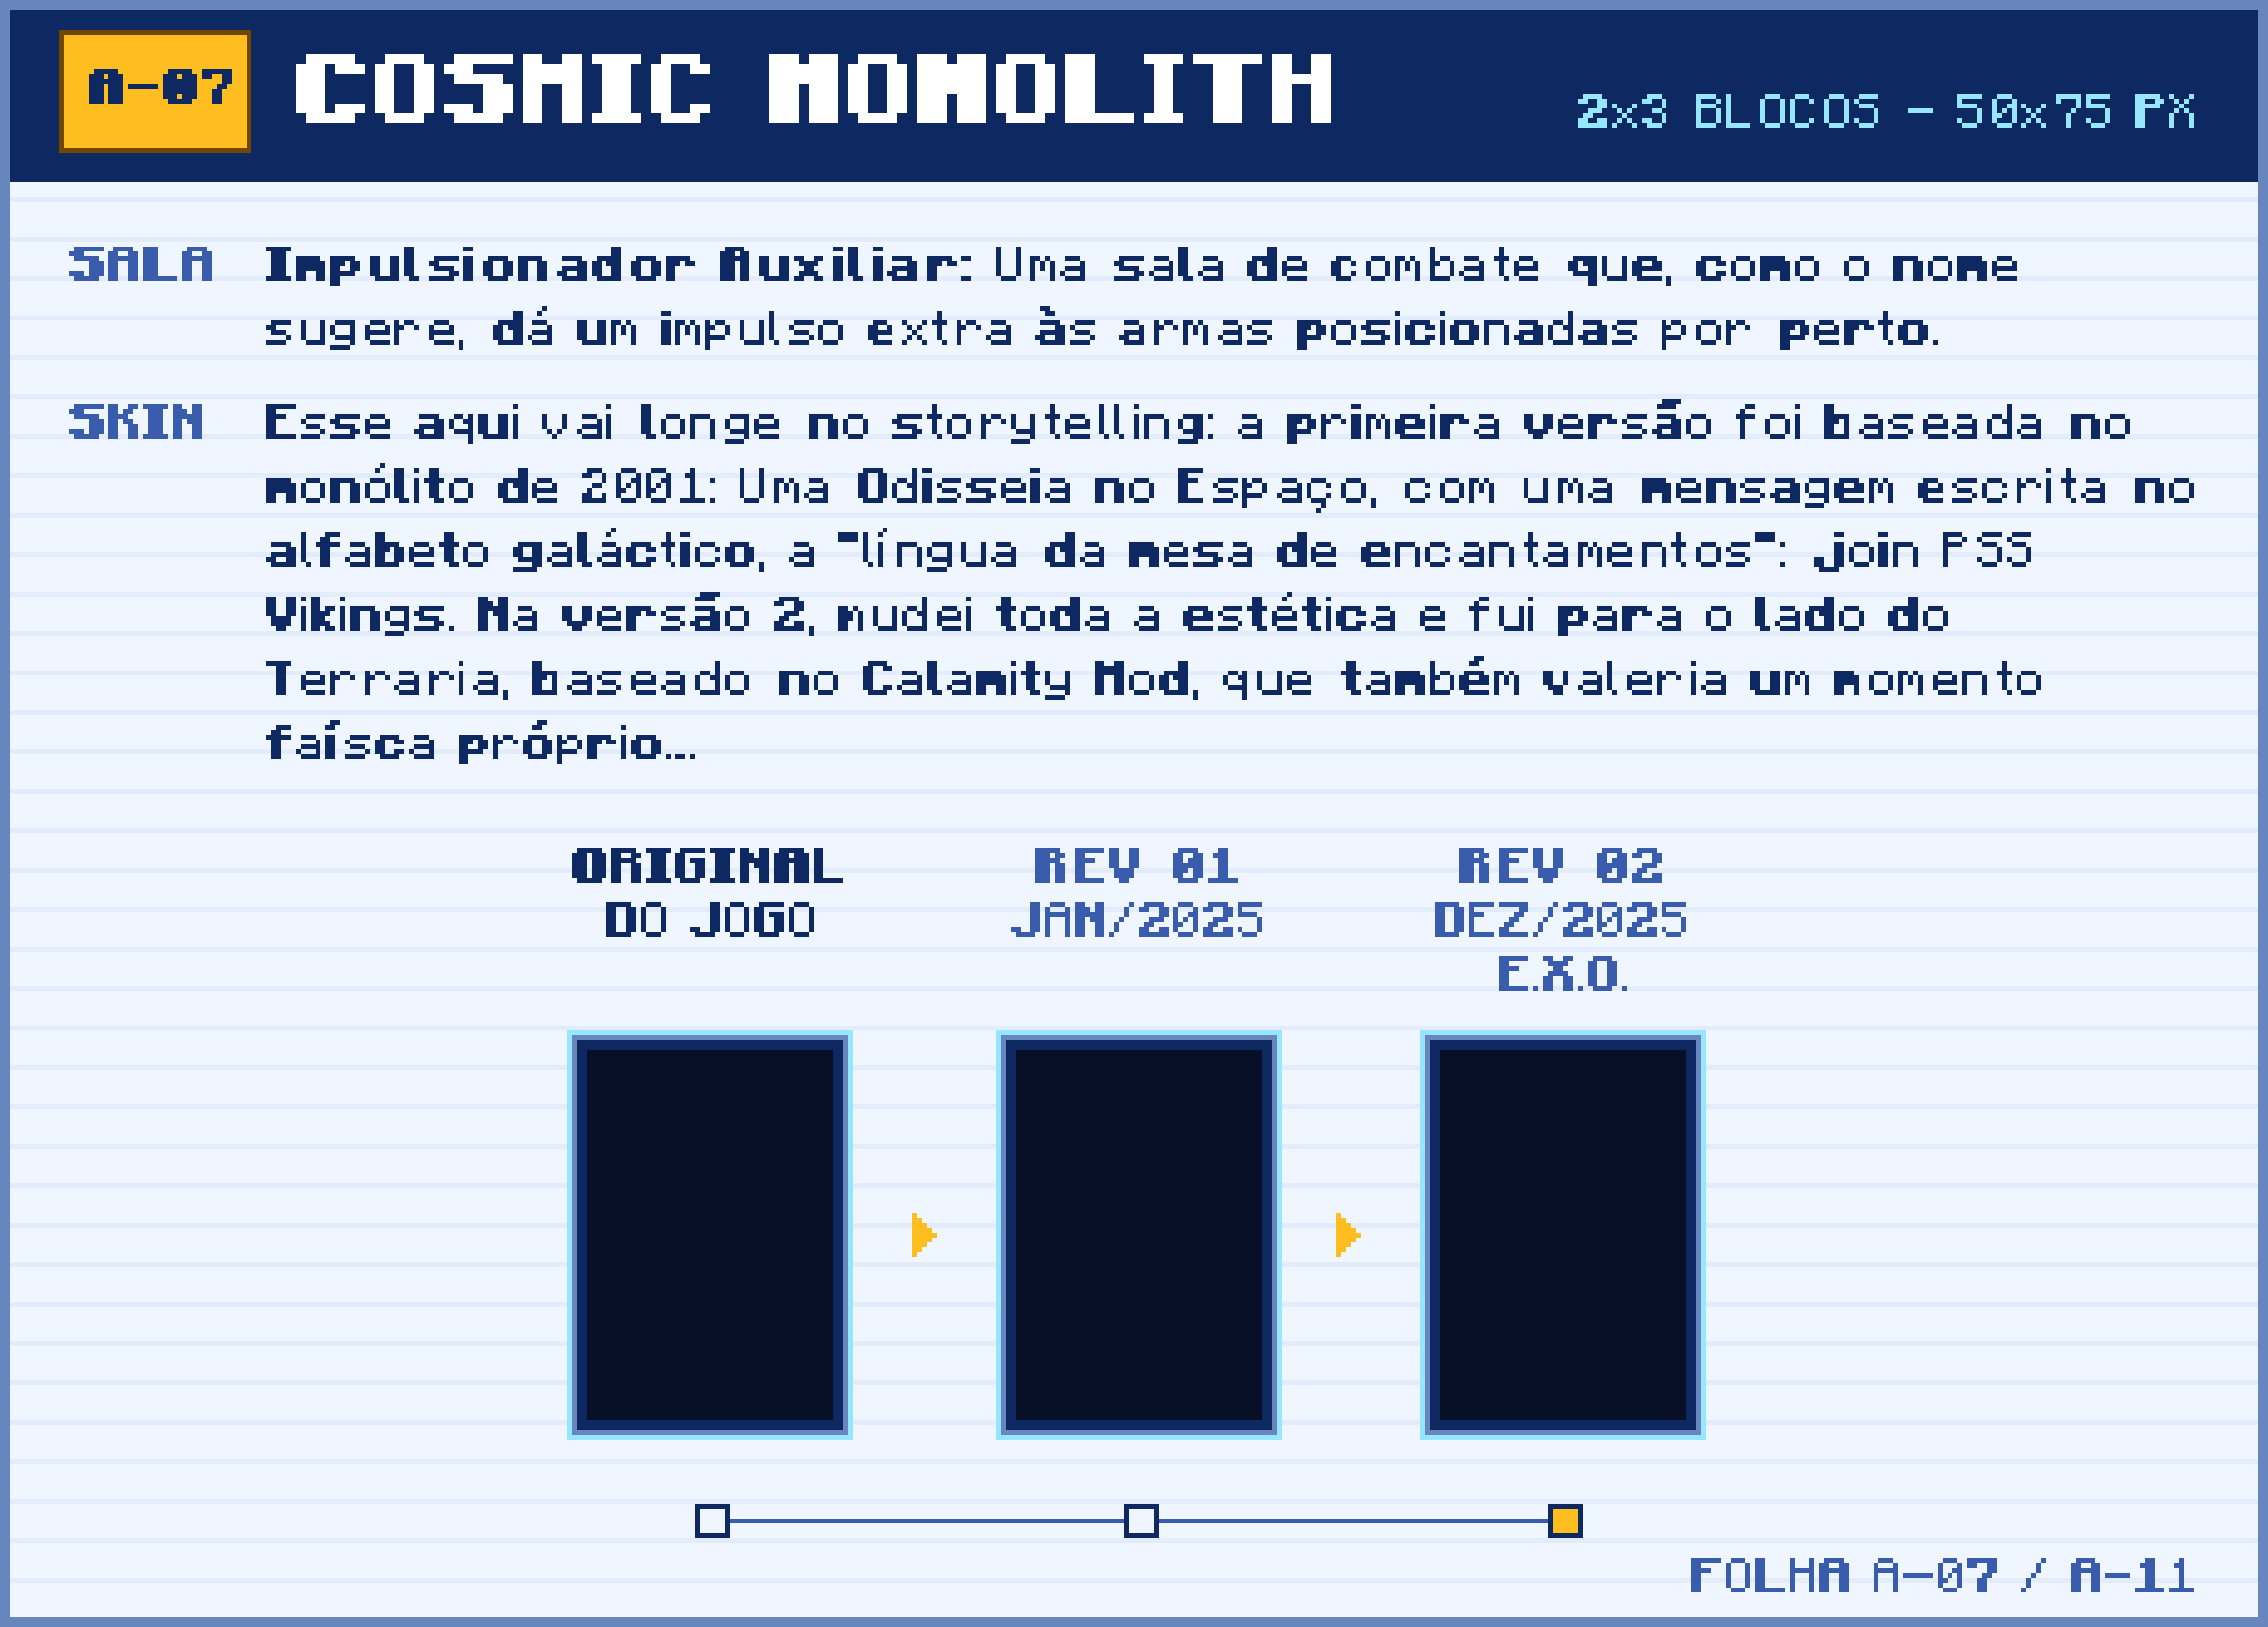 A-07 COSMIC MONOLITH 2x3 BLOCOS - 50x75 PX
SALA Impulsionador Auxiliar: Uma sala de combate que, como o nome
sugere, dá um impulso extra às armas posicionadas por perto.
SKIN Esse aqui vai longe no storytelling: a primeira versão foi baseada no
monólito de 2001: Uma Odisseia no Espaço, com uma mensagem escrita no
alfabeto galáctico, a "língua da mesa de encantamentos": join PSS
Vikings. Na versão 2, mudei toda a estética e fui para o lado do
Terraria, baseado no Calamity Mod, que também valeria um momento
faísca próprio...
ORIGINAL REV 01 REV 02
DO JOGO JAN/2025 DEZ/2025
E.X.O.
FOLHA A-07 / A-11